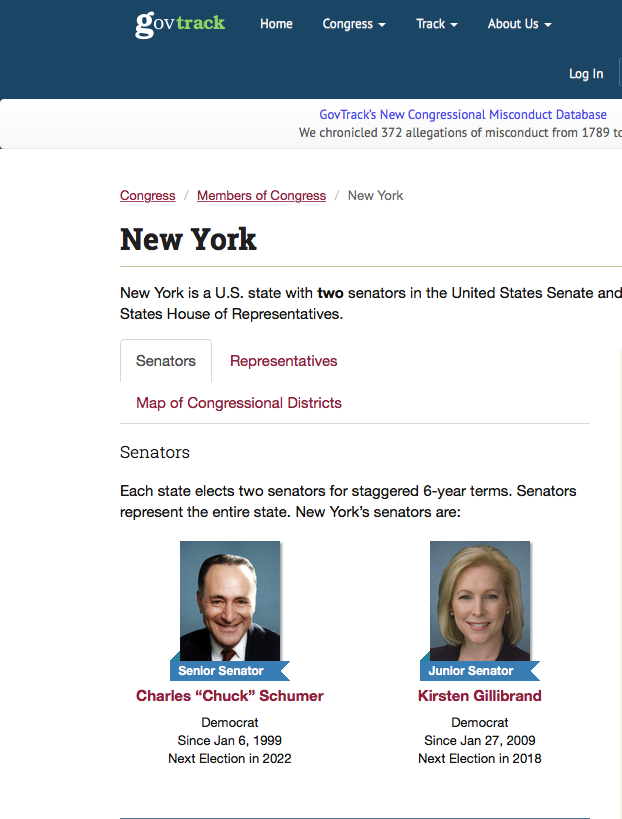 govtrack Home Congress Track About Us
Log In
GovTrack's New Congressional Misconduct Database
We chronicled 372 allegations of misconduct from 1789 to
Congress / Members of Congress / New York
New York
New York is a U.S. state with two senators in the United States Senate and
States House of Representatives.
Senators Representatives
Map of Congressional Districts
Senators
Each state elects two senators for staggered 6-year terms. Senators
represent the entire state. New York's senators are:
Senior Senator
Charles “Chuck” Schumer
Democrat
Since Jan 6, 1999
Next Election in 2022
Junior Senator
Kirsten Gillibrand
Democrat
Since Jan 27, 2009
Next Election in 2018